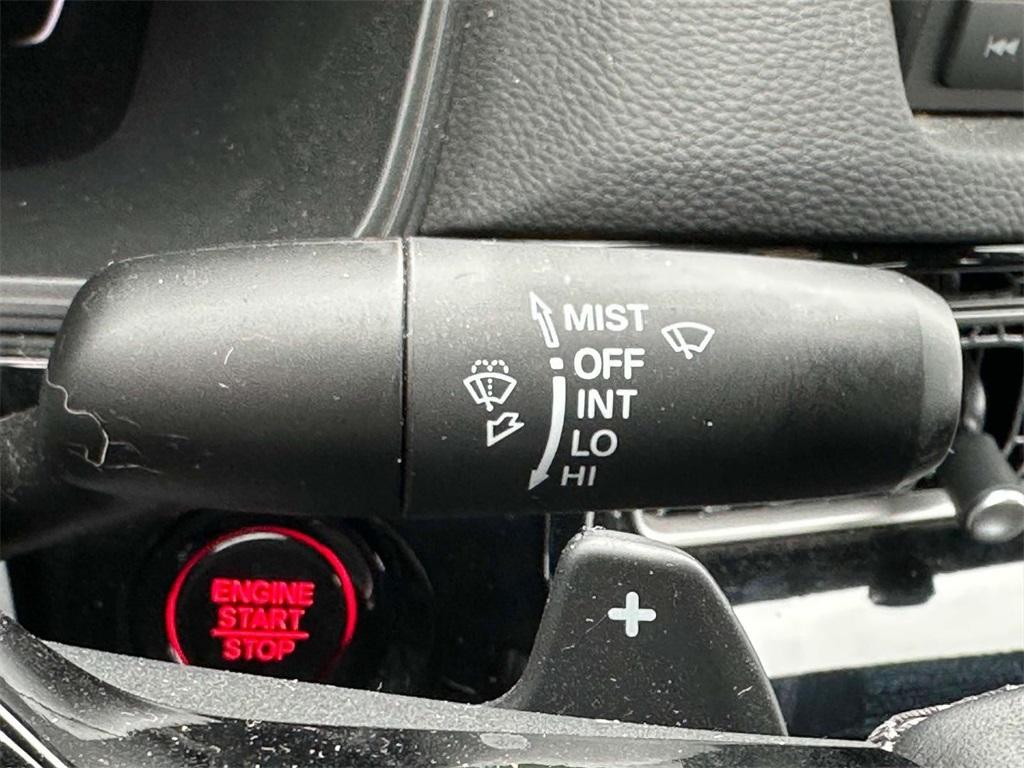 MIST
OFF
INT
LO
HI
ENGINE
START
STOP
+